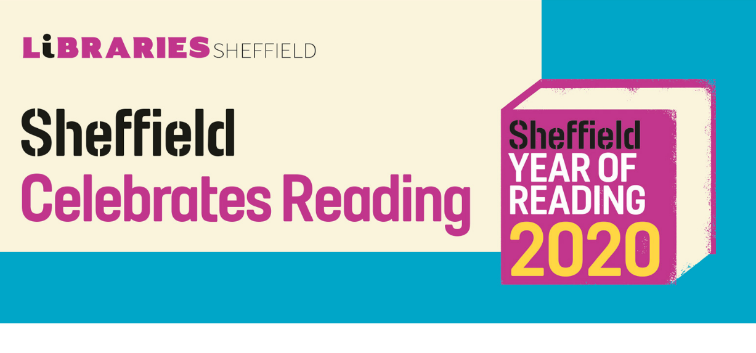 LiBRARIES SHEFFIELD
Sheffield
Celebrates Reading
Sheffield
YEAR OF
READING
2020